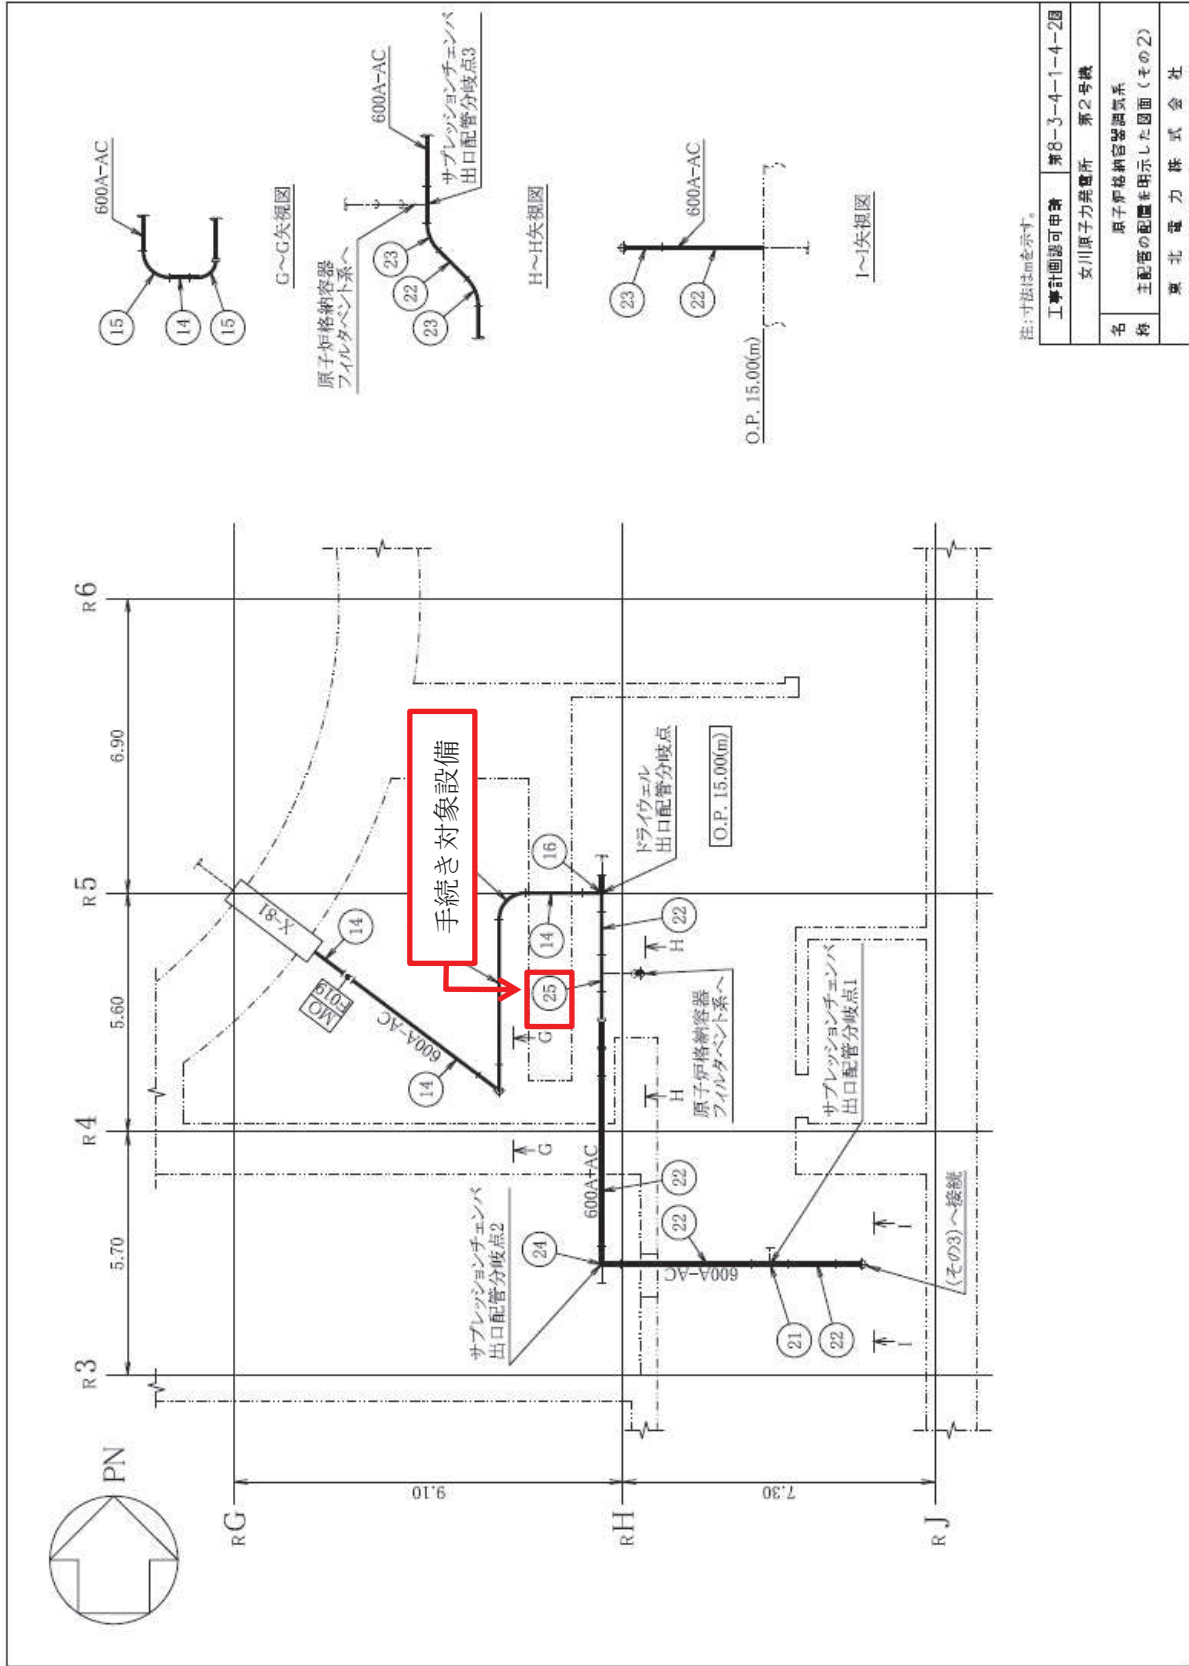 PN
R3
R4
R5
R6
5.70
5.60
6.90
RG
RH
RJ
9.10
7.30
X-81
14
MO
F019
600A-AC
14
手続き対象設備
16
14
25
22
ドライウェル
出口配管分岐点
O.P. 15.00(m)
G
G
H
H
原子炉格納容器
フィルタベント系へ
サプレッションチェンバ
出口配管分岐点2
24
600A-AC
22
22
600A-AC
サプレッションチェンバ
出口配管分岐点1
21
22
I
I
(その3)へ接続
600A-AC
15
14
15
G～G矢視図
原子炉格納容器
フィルタベント系へ
600A-AC
サプレッションチェンバ
出口配管分岐点3
23
22
23
H～H矢視図
600A-AC
23
22
O.P. 15.00(m)
I～I矢視図
注:寸法はmを示す。
工事計画認可申請 第8-3-4-1-4-2図
女川原子力発電所 第2号機
名称
原子炉格納容器調気系
主配管の配置を明示した図面(その2)
東北電力株式会社